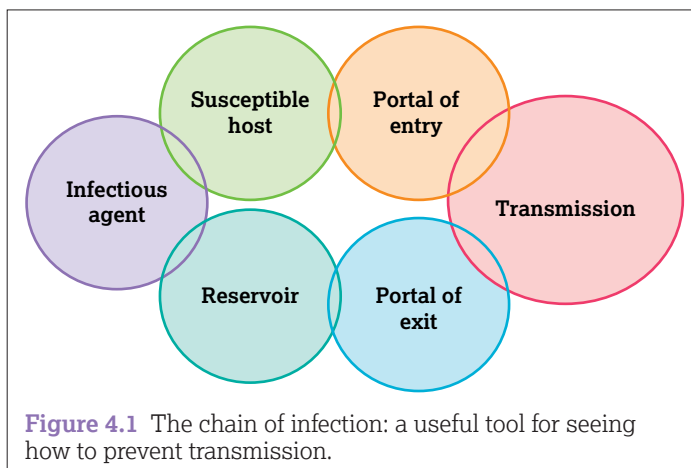 Susceptible
host
Portal of
entry
Infectious
agent
Transmission
Reservoir
Portal of
exit
Figure 4.1 The chain of infection: a useful tool for seeing
how to prevent transmission.